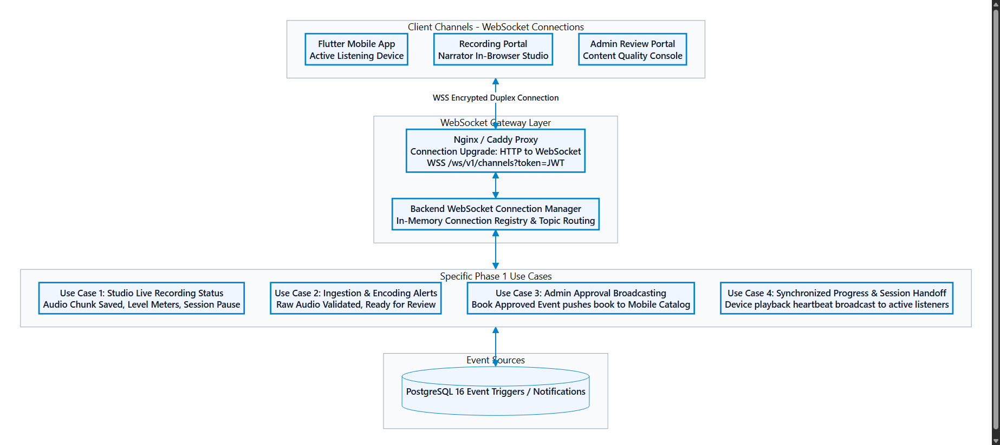 Client Channels - WebSocket Connections
Flutter Mobile App
Active Listening Device
Recording Portal
Narrator In-Browser Studio
Admin Review Portal
Content Quality Console
WSS Encrypted Duplex Connection
WebSocket Gateway Layer
Nginx / Caddy Proxy
Connection Upgrade: HTTP to WebSocket
WSS /ws/v1/channels?token=JWT
Backend WebSocket Connection Manager
In-Memory Connection Registry & Topic Routing
Specific Phase 1 Use Cases
Use Case 1: Studio Live Recording Status
Audio Chunk Saved, Level Meters, Session Pause
Use Case 2: Ingestion & Encoding Alerts
Raw Audio Validated, Ready for Review
Use Case 3: Admin Approval Broadcasting
Book Approved Event pushes book to Mobile Catalog
Use Case 4: Synchronized Progress & Session Handoff
Device playback heartbeat broadcast to active listeners
Event Sources
PostgreSQL 16 Event Triggers / Notifications